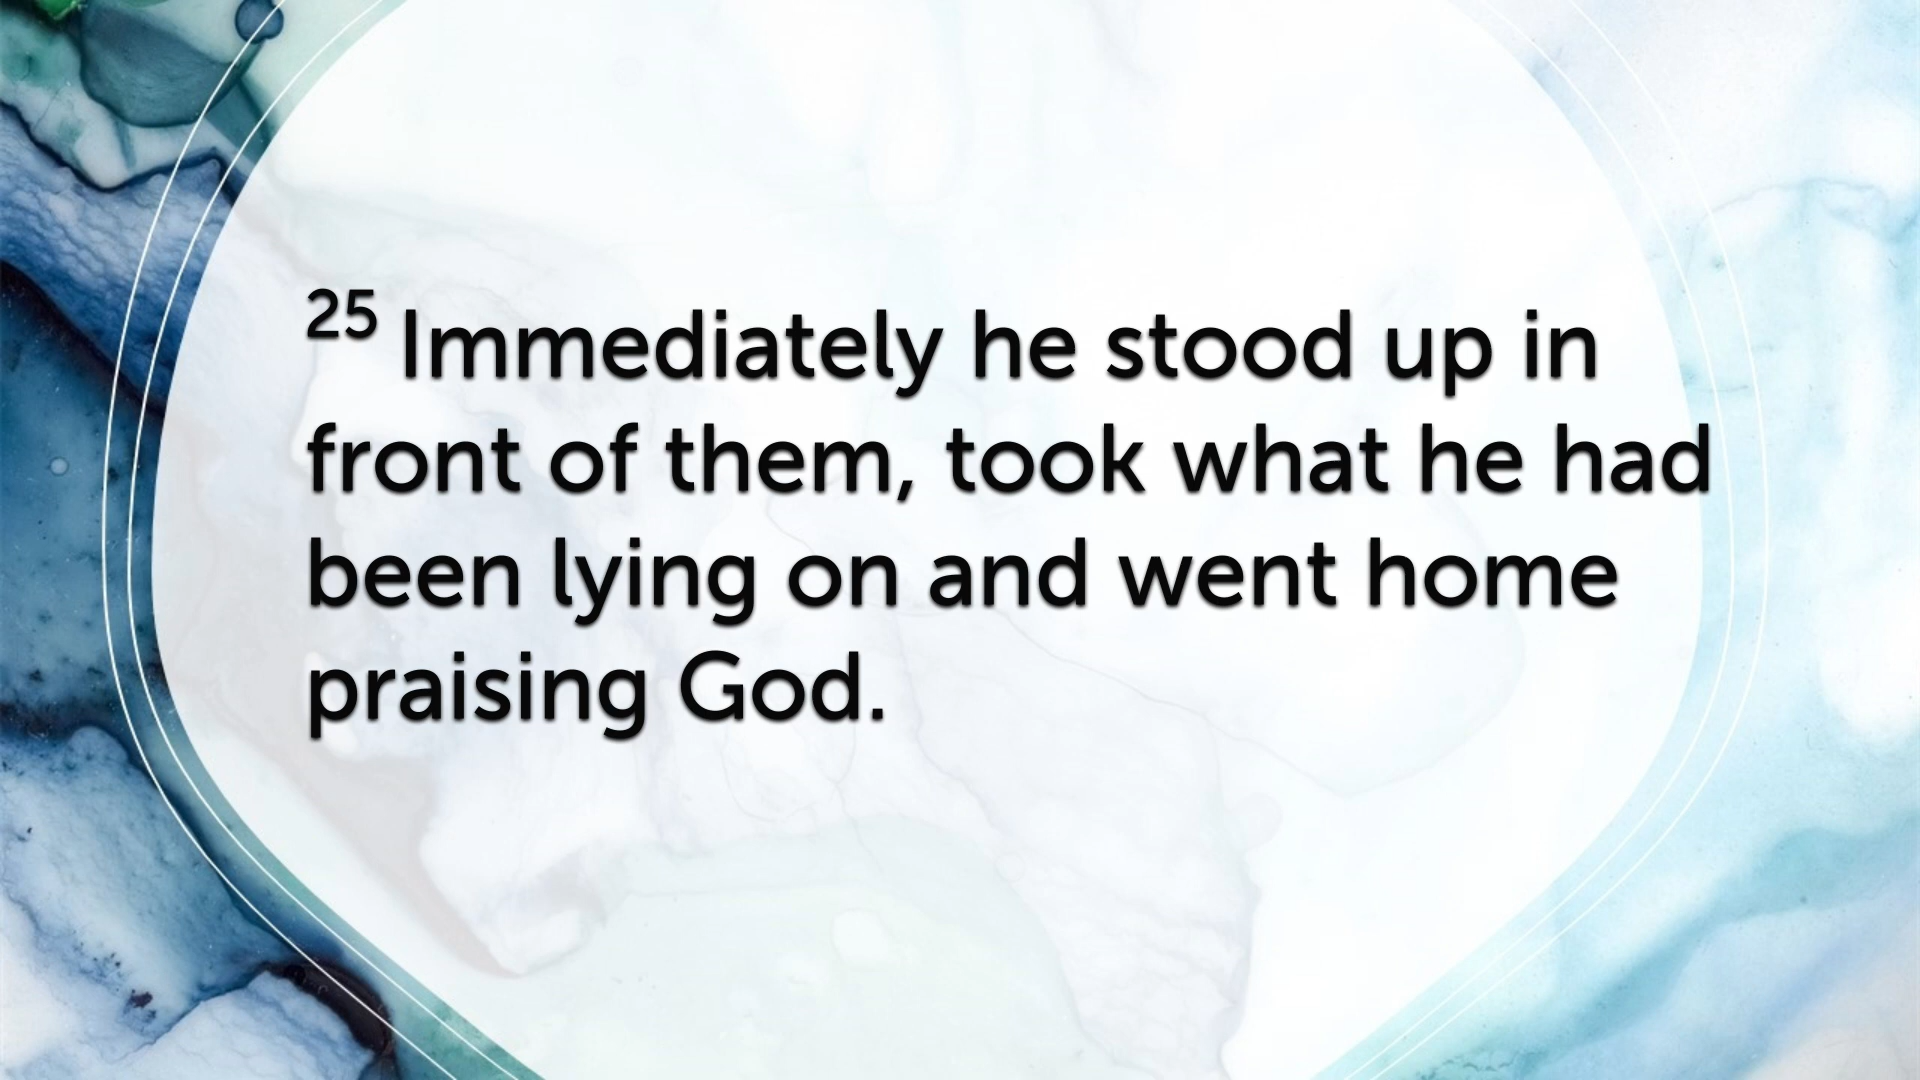 25 Immediately he stood up in
front of them, took what he had
been lying on and went home
praising God.